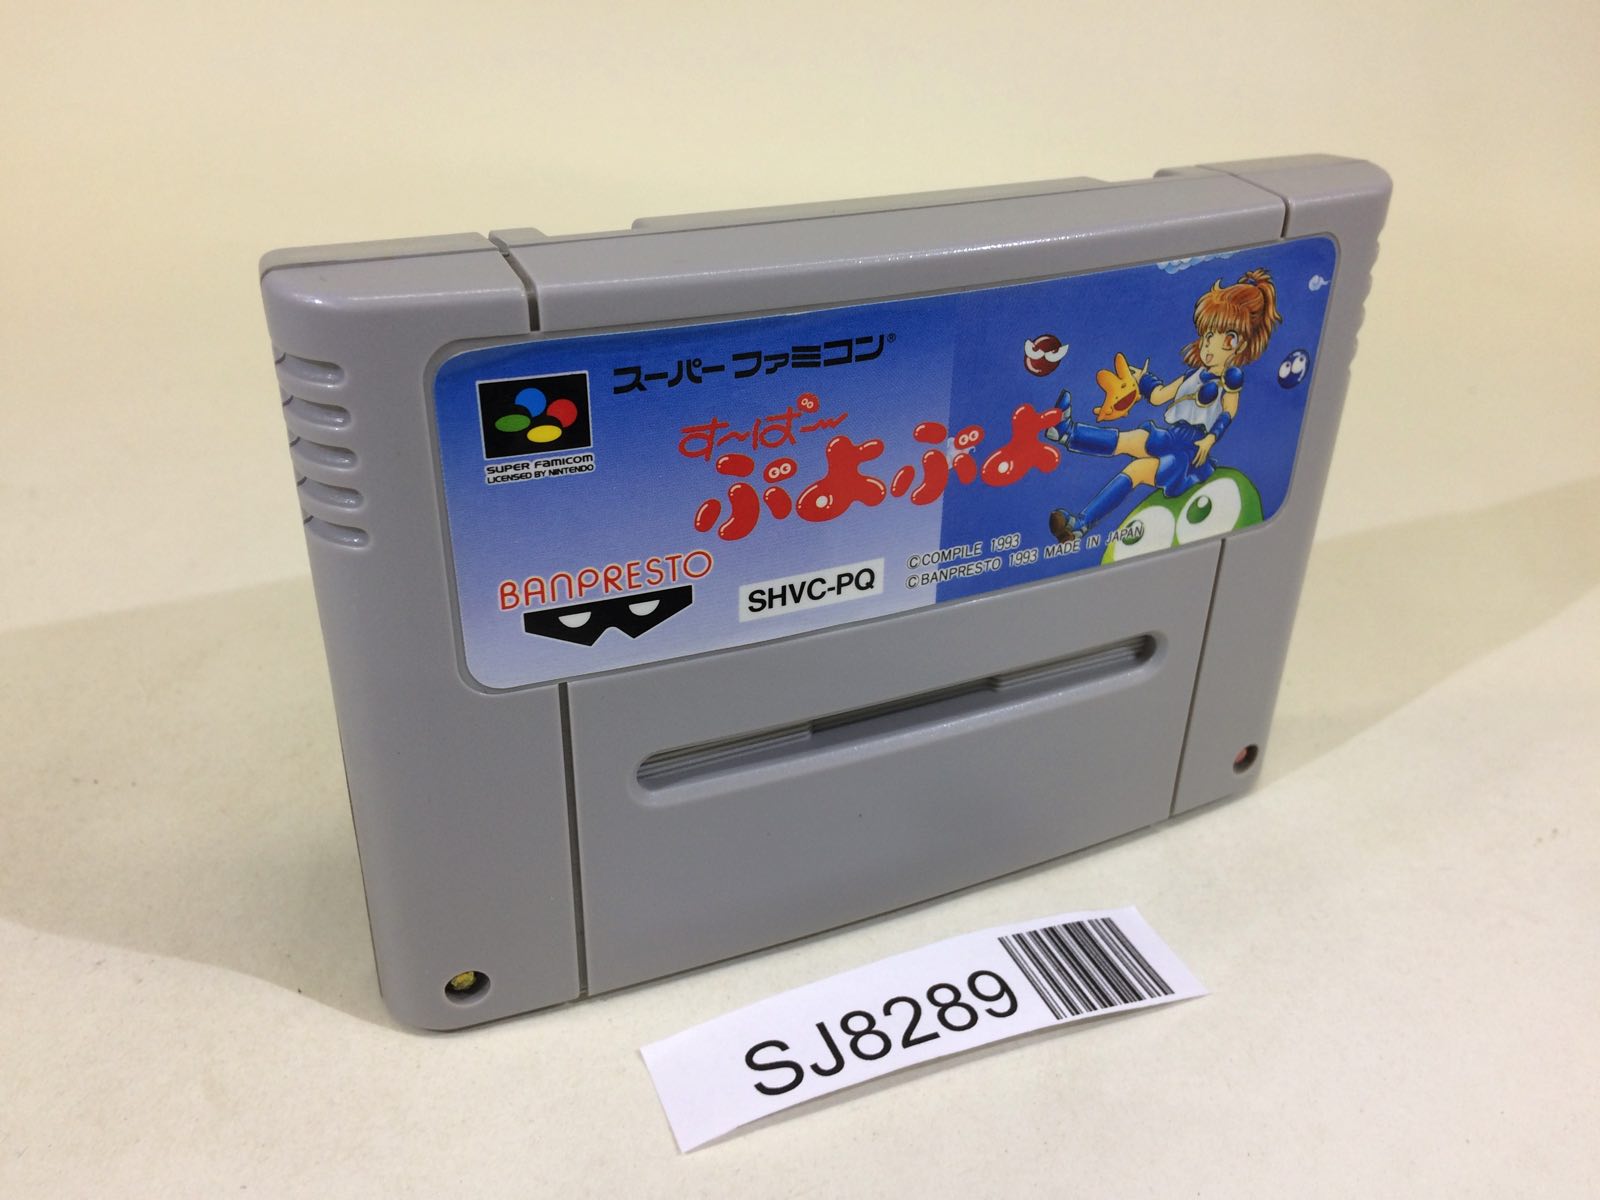 スーパーファミコン®
SUPER FAMICOM
LICENSED BY NINTENDO
す〜ぱ〜
ぷよぷよ
BANPRESTO
SHVC-PQ
©COMPILE 1993
©BANPRESTO 1993 MADE IN JAPAN
SJ8289